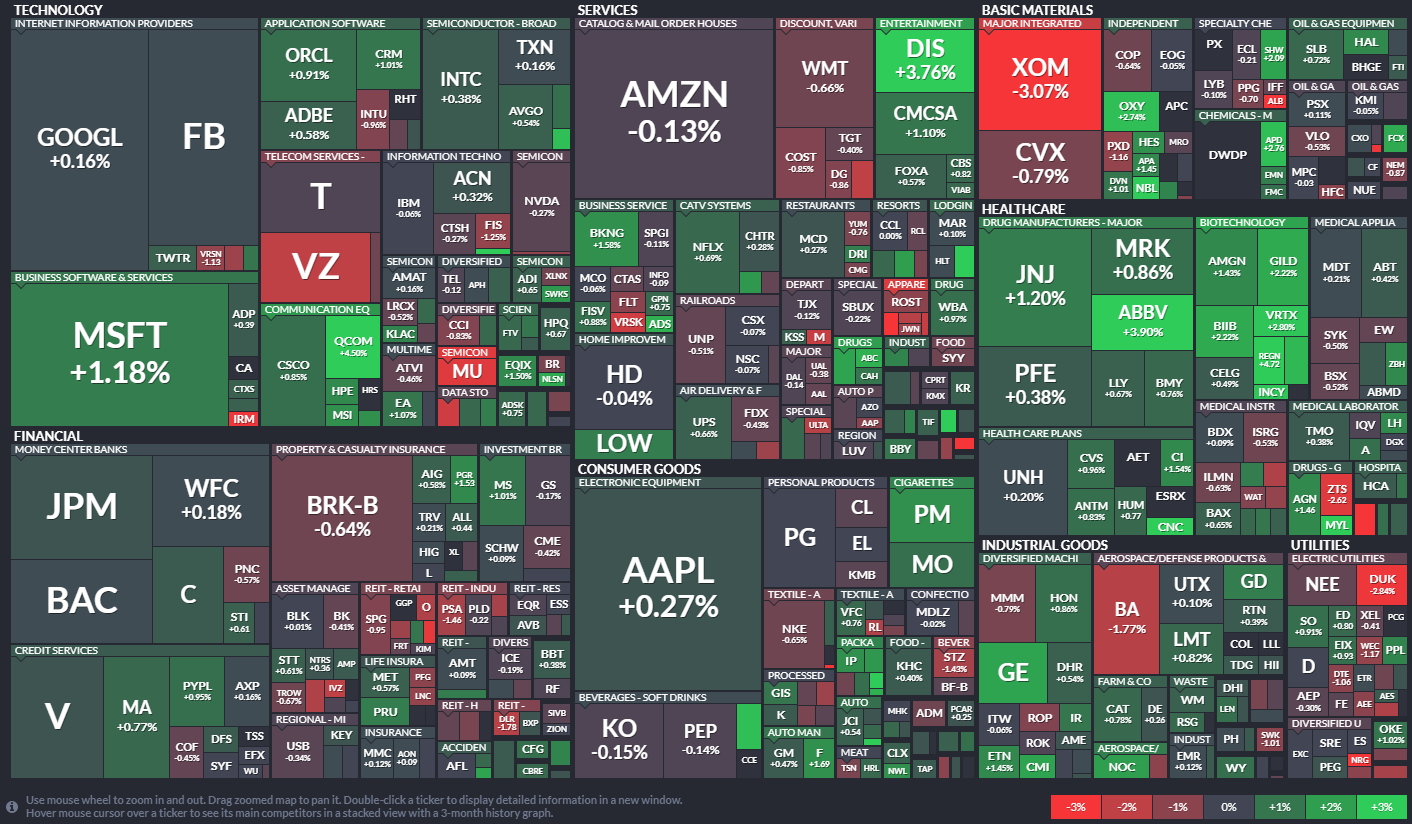 TECHNOLOGY
INTERNET INFORMATION PROVIDERS
GOOGL
+0.16%
FB
TWTR
VRSN
-1.13
APPLICATION SOFTWARE
ORCL
+0.91%
CRM
+1.01%
ADBE
+0.58%
INTU
-0.96%
RHT
SEMICONDUCTOR - BROAD
INTC
+0.38%
TXN
+0.16%
AVGO
+0.54%
TELECOM SERVICES -
T
VZ
INFORMATION TECHNO
IBM
-0.06%
ACN
+0.32%
CTSH
-0.27%
FIS
-1.25%
SEMICON
NVDA
-0.27%
BUSINESS SOFTWARE & SERVICES
MSFT
+1.18%
ADP
+0.39
CA
CTXS
IRM
COMMUNICATION EQ
CSCO
+0.85%
QCOM
+4.50%
HPE
HRS
MSI
SEMICON
AMAT
+0.16%
LRCX
-0.52%
KLAC
DIVERSIFIED
TEL
-0.12
APH
SEMICON
ADI
+0.65
XLNX
SWKS
DIVERSIFIE
CCI
-0.83%
SCIEN
FTV
HPQ
+0.67
MULTIME
ATVI
-0.46%
EA
+1.07%
SEMICON
MU
EQIX
+1.50%
BR
NLSN
DATA STO
ADSK
+0.75
SERVICES
CATALOG & MAIL ORDER HOUSES
AMZN
-0.13%
DISCOUNT, VARI
WMT
-0.66%
COST
-0.85%
TGT
-0.40%
DG
-0.86
ENTERTAINMENT
DIS
+3.76%
CMCSA
+1.10%
FOXA
+0.57%
CBS
+0.82
VIAB
BUSINESS SERVICE
BKNG
+1.58%
SPGI
-0.11%
MCO
-0.06%
CTAS
INFO
-0.09
FISV
+0.88%
FLT
GPN
+0.75
VRSK
ADS
CATV SYSTEMS
NFLX
+0.69%
CHTR
+0.28%
RESTAURANTS
MCD
+0.27%
YUM
-0.76
DRI
CMG
RESORTS
CCL
0.00%
RCL
LODGIN
MAR
+0.10%
HLT
HOME IMPROVEM
HD
-0.04%
LOW
RAILROADS
UNP
-0.51%
CSX
-0.07%
NSC
-0.07%
AIR DELIVERY & F
UPS
+0.66%
FDX
-0.43%
DEPART
TJX
-0.12%
KSS
M
SPECIAL
SBUX
-0.22%
APPARE
ROST
JWN
DRUG
WBA
+0.97%
MAJOR
DAL
-0.14
UAL
-0.38
AAL
DRUGS
ABC
CAH
INDUST
FOOD
SYY
AUTO P
AZO
AAP
CPRT
KMX
KR
SPECIAL
ULTA
REGION
LUV
TIF
BBY
BASIC MATERIALS
MAJOR INTEGRATED
XOM
-3.07%
CVX
-0.79%
INDEPENDENT
COP
-0.64%
EOG
-0.05%
OXY
+2.74%
APC
PXD
-1.16
HES
MRO
DVN
+1.01
APA
+1.45
NBL
SPECIALTY CHE
PX
ECL
-0.21
SHW
+2.09
LYB
-0.10%
PPG
-0.70
IFF
ALB
CHEMICALS - M
DWDP
APD
+2.76
EMN
FMC
OIL & GAS EQUIPMEN
SLB
+0.72%
HAL
BHGE
FTI
OIL & GA
PSX
+0.11%
VLO
-0.53%
MPC
-0.03
HFC
OIL & GAS
KMI
-0.05%
CXO
FCX
CF
NEM
-0.87
NUE
HEALTHCARE
DRUG MANUFACTURERS - MAJOR
JNJ
+1.20%
PFE
+0.38%
MRK
+0.86%
ABBV
+3.90%
LLY
+0.67%
BMY
+0.76%
BIOTECHNOLOGY
AMGN
+1.43%
GILD
+2.22%
BIIB
+2.22%
VRTX
+2.80%
CELG
+0.49%
REGN
+4.72
INCY
MEDICAL APPLIA
MDT
+0.21%
ABT
+0.42%
SYK
-0.50%
EW
BSX
-0.52%
ZBH
ABMD
HEALTH CARE PLANS
UNH
+0.20%
CVS
+0.96%
AET
CI
+1.54%
ANTM
+0.83%
HUM
+0.77
ESRX
CNC
MEDICAL INSTR
BDX
+0.09%
ISRG
-0.53%
ILMN
-0.63%
WAT
BAX
+0.65%
MEDICAL LABORATOR
TMO
+0.38%
IQV
LH
A
DGX
DRUGS - G
AGN
+1.46
ZTS
-2.62
MYL
HOSPITA
HCA
FINANCIAL
MONEY CENTER BANKS
JPM
WFC
+0.18%
BAC
C
PNC
-0.57%
STI
+0.61
PROPERTY & CASUALTY INSURANCE
BRK-B
-0.64%
AIG
+0.58%
PGR
+1.53
TRV
+0.21%
ALL
+0.44
HIG
XL
L
INVESTMENT BR
MS
+1.01%
GS
-0.17%
SCHW
+0.09%
CME
-0.42%
CREDIT SERVICES
V
MA
+0.77%
PYPL
+0.95%
AXP
+0.16%
COF
-0.45%
DFS
TSS
SYF
EFX
WU
ASSET MANAGE
BLK
+0.01%
BK
-0.41%
STT
+0.61%
NTRS
+0.36
AMP
TROW
-0.67%
IVZ
REGIONAL - MI
USB
-0.34%
KEY
REIT - RETAI
SPG
-0.95
GGP
O
FRT
KIM
LIFE INSURA
MET
+0.57%
PFG
LNC
PRU
INSURANCE
MMC
+0.12%
AON
+0.09
REIT - INDU
PSA
-1.46
PLD
-0.22
REIT - RES
EQR
ESS
AVB
REIT -
AMT
+0.09%
DIVERS
ICE
-0.19%
BBT
+0.38%
RF
REIT - H
REIT -
DLR
-1.78
BXP
SIVB
ZION
ACCIDEN
AFL
CFG
CBRE
CONSUMER GOODS
ELECTRONIC EQUIPMENT
AAPL
+0.27%
PERSONAL PRODUCTS
PG
CL
EL
KMB
CIGARETTES
PM
MO
BEVERAGES - SOFT DRINKS
KO
-0.15%
PEP
-0.14%
CCE
TEXTILE - A
NKE
-0.65%
TEXTILE - A
VFC
+0.76
RL
CONFECTIO
MDLZ
-0.02%
PACKA
IP
FOOD -
KHC
+0.40%
BEVER
STZ
-1.43%
BF-B
PROCESSED
GIS
K
AUTO MAN
GM
+0.47%
F
+1.69
AUTO
JCI
+0.54
MHK
ADM
PCAR
+0.25
MEAT
TSN
HRL
CLX
NWL
TAP
INDUSTRIAL GOODS
DIVERSIFIED MACHI
MMM
-0.79%
HON
+0.86%
GE
DHR
+0.54%
ITW
-0.06%
ROP
IR
ROK
AME
ETN
+1.45%
CMI
AEROSPACE/DEFENSE PRODUCTS &
BA
-1.77%
UTX
+0.10%
GD
LMT
+0.82%
RTN
+0.39%
COL
LLL
TDG
HII
FARM & CO
CAT
+0.78%
DE
+0.26
AEROSPACE/
NOC
WASTE
WM
RSG
DHI
LEN
INDUST
EMR
+0.12%
PH
SWK
-1.01
WY
UTILITIES
ELECTRIC UTILITIES
NEE
DUK
-2.84%
SO
+0.91%
ED
+0.80
XEL
-0.41
PCG
D
EIX
+0.93
WEC
-1.17
PPL
DTE
-1.06
ETR
AEP
-0.30%
FE
AEE
AES
DIVERSIFIED U
EXC
SRE
ES
PEG
NRG
OKE
+1.02%
Use mouse wheel to zoom in and out. Drag zoomed map to pan it. Double-click a ticker to display detailed information in a new window.
Hover mouse cursor over a ticker to see its main competitors in a stacked view with a 3-month history graph.
-3%
-2%
-1%
0%
+1%
+2%
+3%